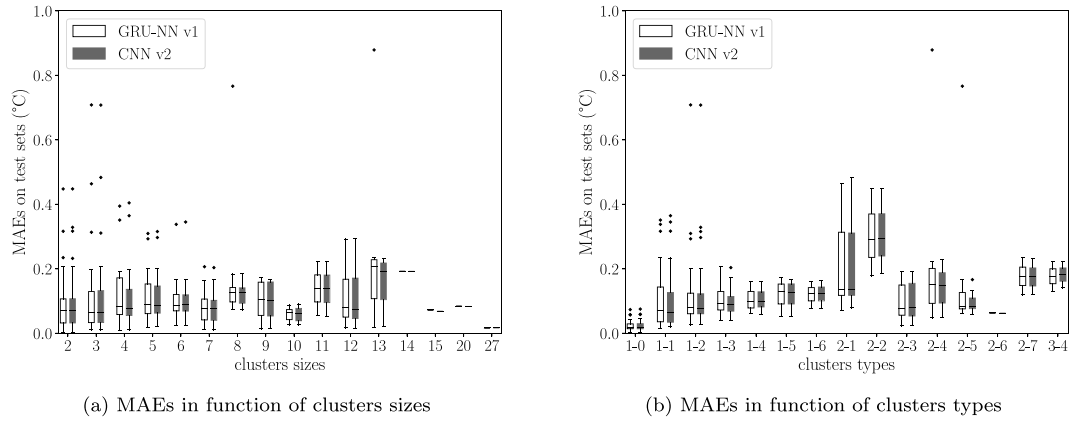 1.0
0.8
0.6
0.4
0.2
0.0
MAEs on test sets (°C)
GRU-NN v1
CNN v2
2 3 4 5 6 7 8 9 10 11 12 13 14 15 20 27
clusters sizes
(a) MAEs in function of clusters sizes
1.0
0.8
0.6
0.4
0.2
0.0
MAEs on test sets (°C)
GRU-NN v1
CNN v2
1-0 1-1 1-2 1-3 1-4 1-5 1-6 2-1 2-2 2-3 2-4 2-5 2-6 2-7 3-4
clusters types
(b) MAEs in function of clusters types